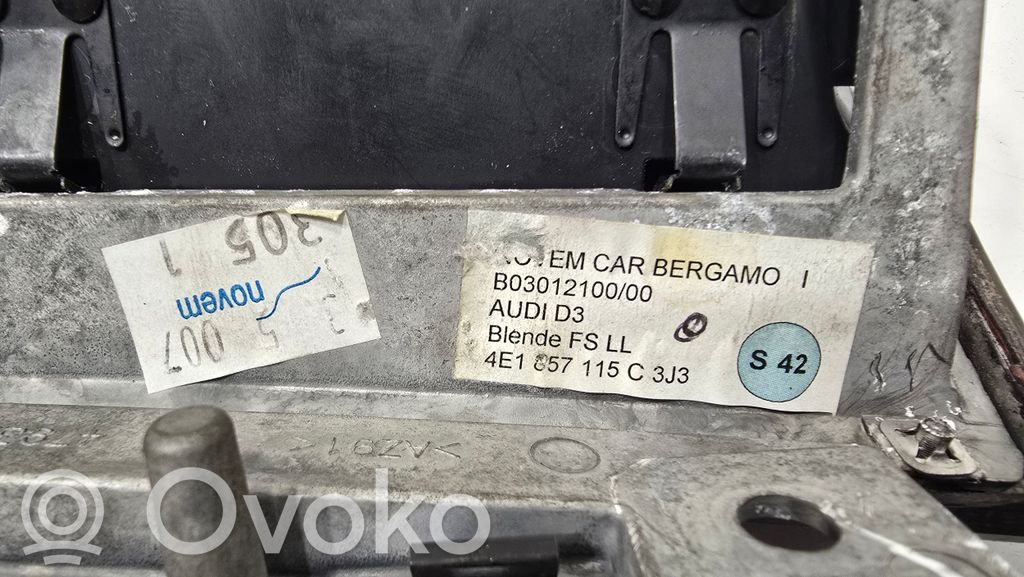 305 1
novem
5 007
NOVEM CAR BERGAMO I
B03012100/00
AUDI D3
Blende FS LL
4E1 857 115 C 3J3
S 42
>AZ91<
Ovoko